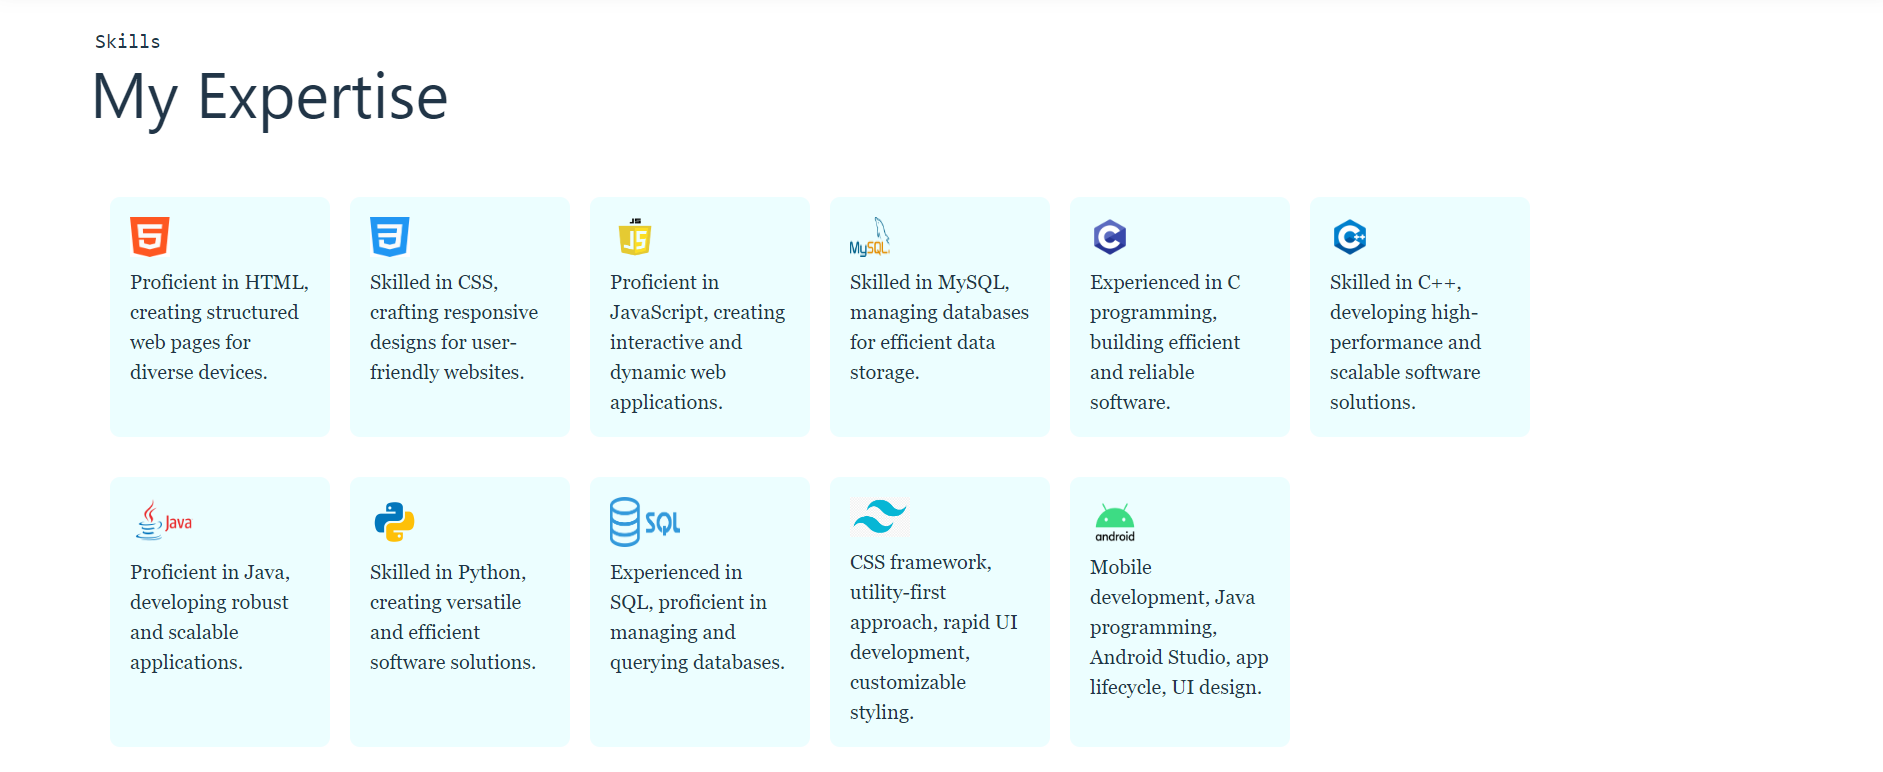 Skills
My Expertise
Proficient in HTML,
creating structured
web pages for
diverse devices.
Skilled in CSS,
crafting responsive
designs for user-
friendly websites.
JS
JS
Proficient in
JavaScript, creating
interactive and
dynamic web
applications.
MySQL
Skilled in MySQL,
managing databases
for efficient data
storage.
C
Experienced in C
programming,
building efficient
and reliable
software.
C++
Skilled in C++,
developing high-
performance and
scalable software
solutions.
Java
Proficient in Java,
developing robust
and scalable
applications.
Skilled in Python,
creating versatile
and efficient
software solutions.
SQL
Experienced in
SQL, proficient in
managing and
querying databases.
CSS framework,
utility-first
approach, rapid UI
development,
customizable
styling.
android
Mobile
development, Java
programming,
Android Studio, app
lifecycle, UI design.